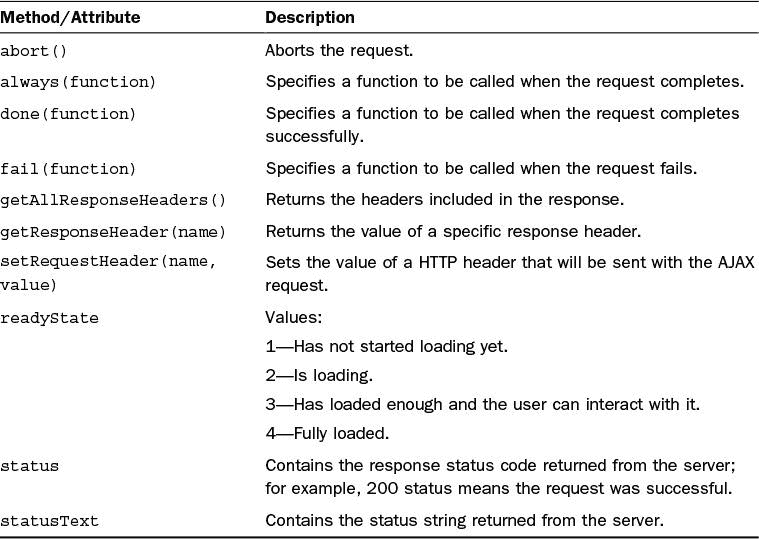 Method/Attribute Description
abort() Aborts the request.
always(function) Specifies a function to be called when the request completes.
done(function) Specifies a function to be called when the request completes
successfully.
fail(function) Specifies a function to be called when the request fails.
getAllResponseHeaders() Returns the headers included in the response.
getResponseHeader(name) Returns the value of a specific response header.
setRequestHeader(name, Sets the value of a HTTP header that will be sent with the AJAX
value) request.
readyState Values:
1—Has not started loading yet.
2—Is loading.
3—Has loaded enough and the user can interact with it.
4—Fully loaded.
status Contains the response status code returned from the server;
for example, 200 status means the request was successful.
statusText Contains the status string returned from the server.